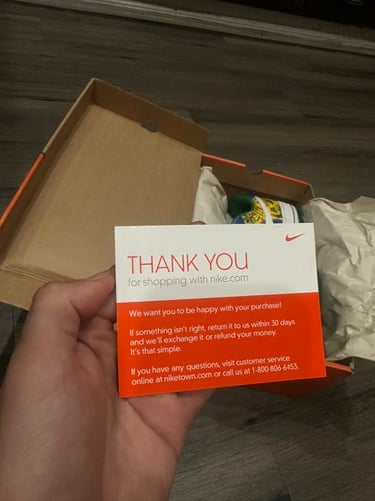 THANK YOU
for shopping with nike.com
We want you to be happy with your purchase!
If something isn't right, return it to us within 30 days
and we'll exchange it or refund your money.
It's that simple.
If you have any questions, visit customer service
online at niketown.com or call us at 1-800-806-6453.